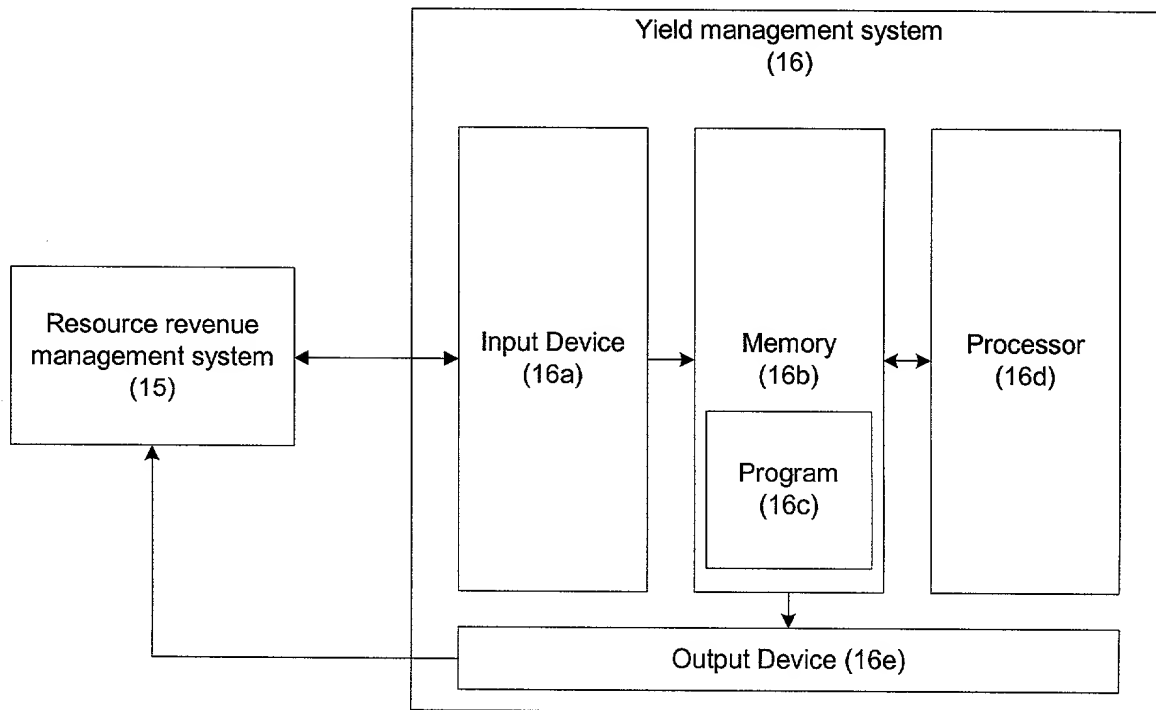 Yield management system
(16)
Resource revenue
management system
(15)
Input Device
(16a)
Memory
(16b)
Program
(16c)
Processor
(16d)
Output Device (16e)